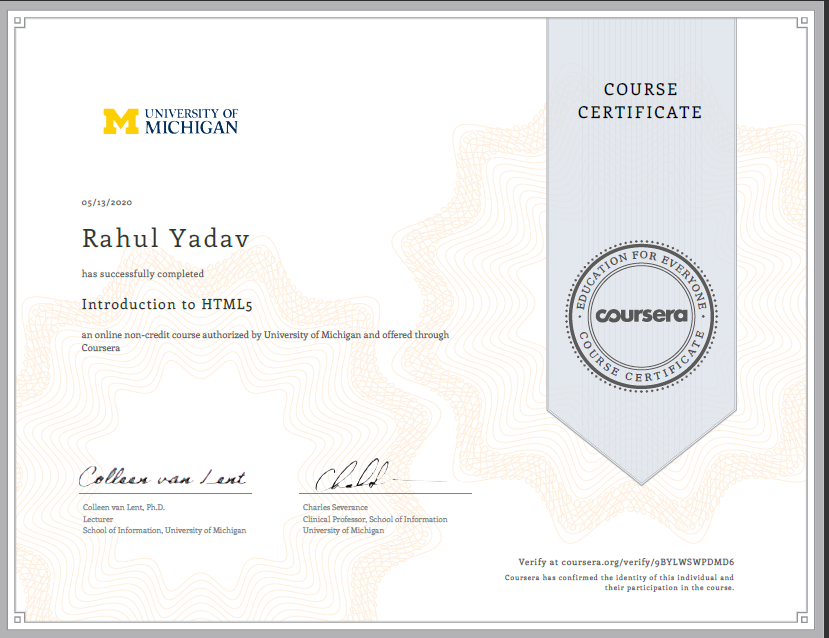 UNIVERSITY OF
MICHIGAN
COURSE
CERTIFICATE
05/13/2020
Rahul Yadav
has successfully completed
Introduction to HTML5
an online non-credit course authorized by University of Michigan and offered through
Coursera
EDUCATION FOR EVERYONE
coursera
COURSE CERTIFICATE
Colleen van Lent
Colleen van Lent, Ph.D.
Lecturer
School of Information, University of Michigan
Charles Severance
Clinical Professor, School of Information
University of Michigan
Verify at coursera.org/verify/9BYLWSWPDMD6
Coursera has confirmed the identity of this individual and
their participation in the course.